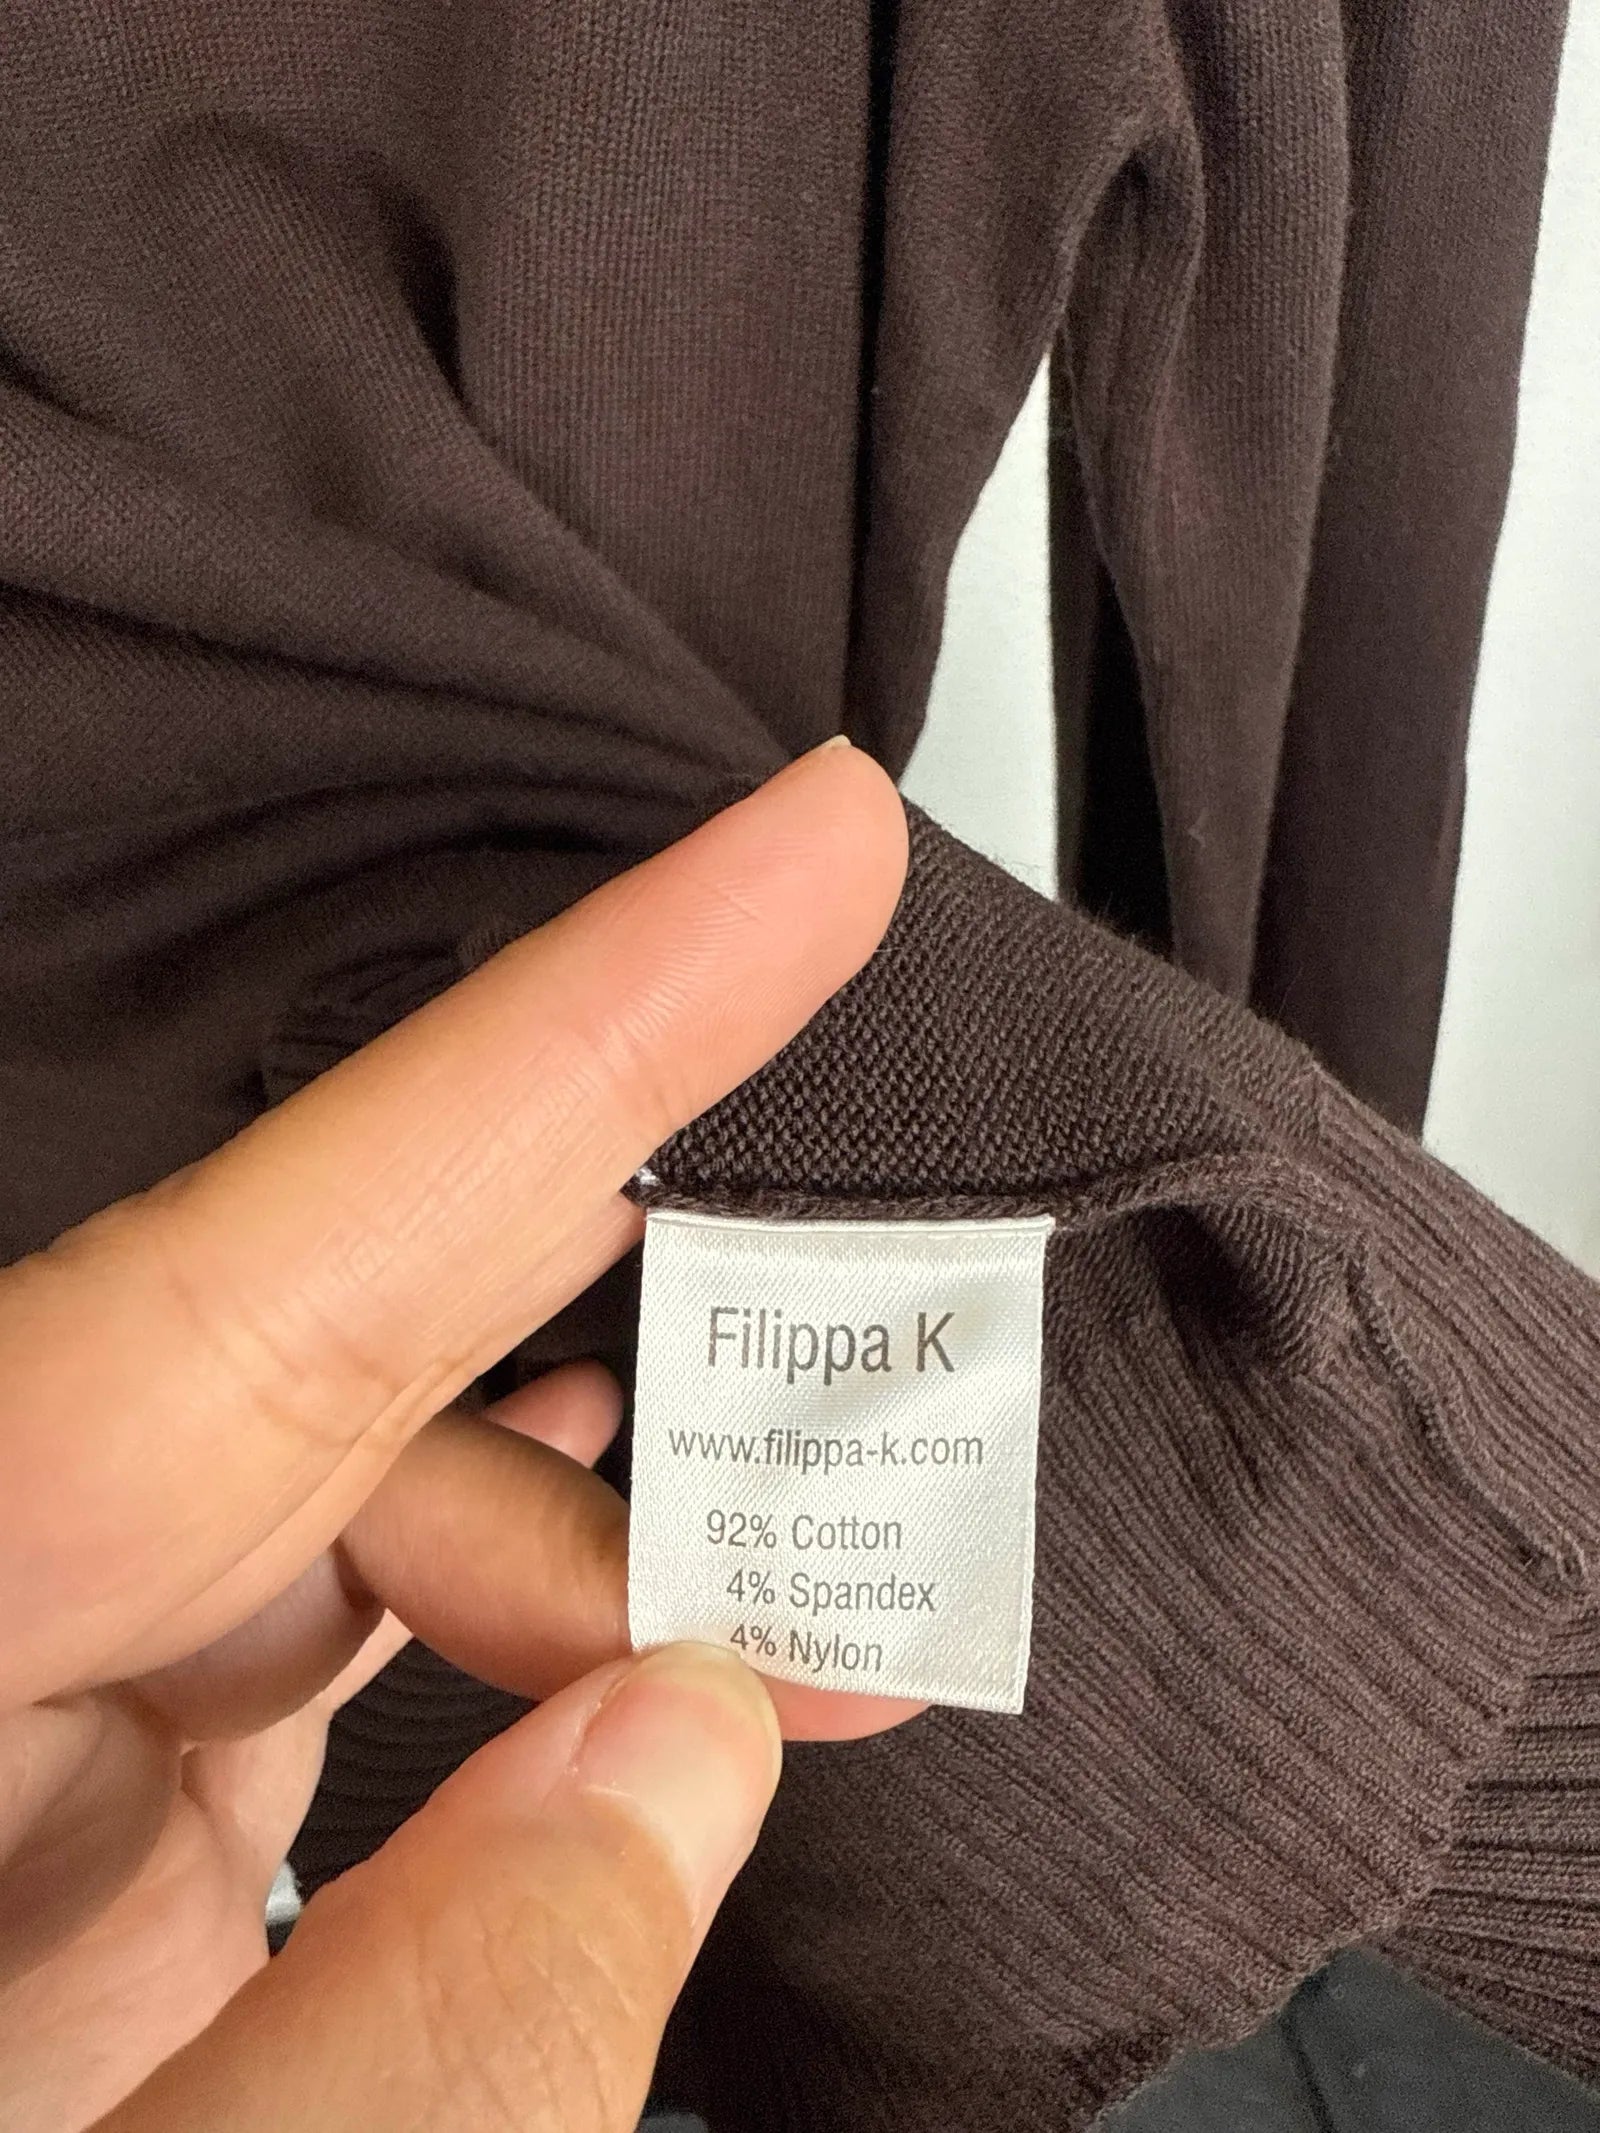 Filippa K
www.filippa-k.com
92% Cotton
4% Spandex
4% Nylon